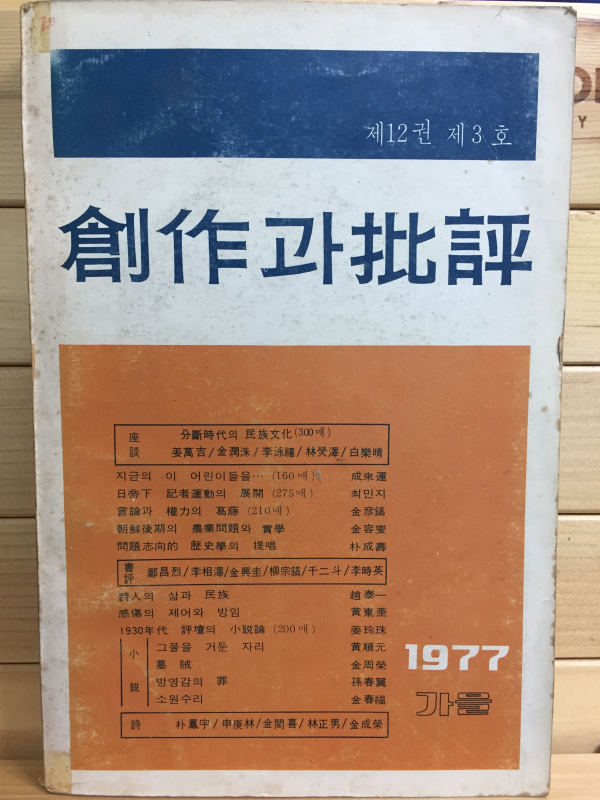 제12권 제3호
創作과批評
座談 分斷時代의 民族文化(300매)
姜萬吉/金潤洙/李泳禧/林熒澤/白樂晴
지금의 이 어린이들을…(160매) 成來運
日帝下 記者運動의 展開(275매) 최민지
言論과 權力의 葛藤(210매) 金彦鎬
朝鮮後期의 農業問題와 實學 金容燮
問題志向的 歷史學의 提唱 朴成壽
書評 鄭昌烈/李相澤/金興圭/柳宗鎬/千二斗/李時英
詩人의 삶과 民族 趙泰一
感傷의 제어와 방임 黃東奎
1930年代 評壇의 小說論(200매) 姜玲珠
小說 그물을 거둔 자리 黃順元
墓賊 金周榮
방영감의 罪 孫春翼
소원수리 金春福
詩 朴鳳宇/申庚林/金閏喜/林正男/金成榮
1977
가을